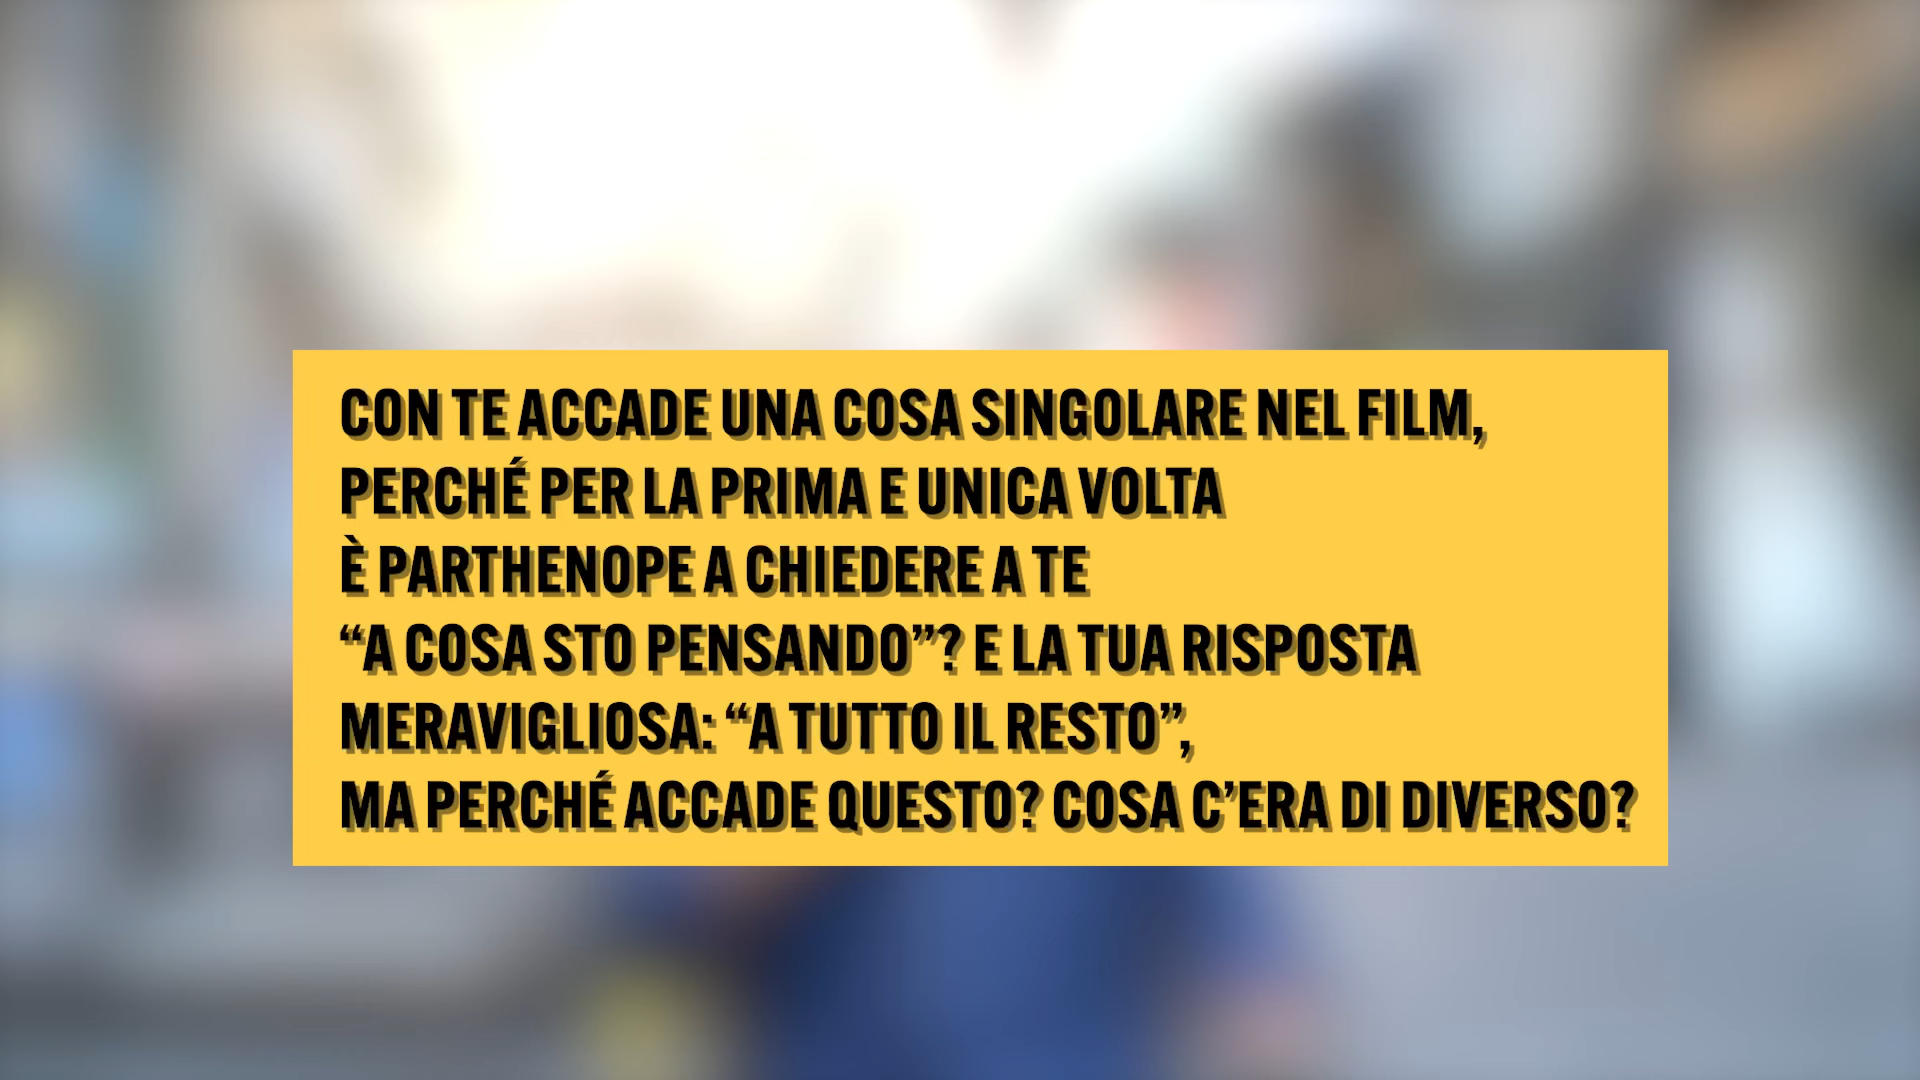 CON TE ACCADE UNA COSA SINGOLARE NEL FILM,
PERCHÉ PER LA PRIMA E UNICA VOLTA
È PARTHENOPE A CHIEDERE A TE
“A COSA STO PENSANDO”? E LA TUA RISPOSTA
MERAVIGLIOSA: “A TUTTO IL RESTO”,
MA PERCHÉ ACCADE QUESTO? COSA C’ERA DI DIVERSO?